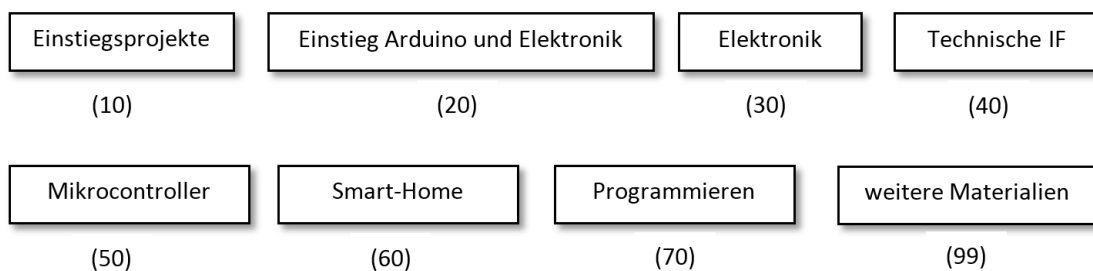 Einstiegsprojekte Einstieg Arduino und Elektronik Elektronik Technische IF
(10) (20) (30) (40)
Mikrocontroller Smart-Home Programmieren weitere Materialien
(50) (60) (70) (99)